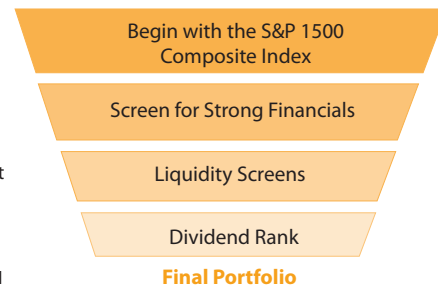 Begin with the S&P 1500
Composite Index
Screen for Strong Financials
Liquidity Screens
Dividend Rank
Final Portfolio